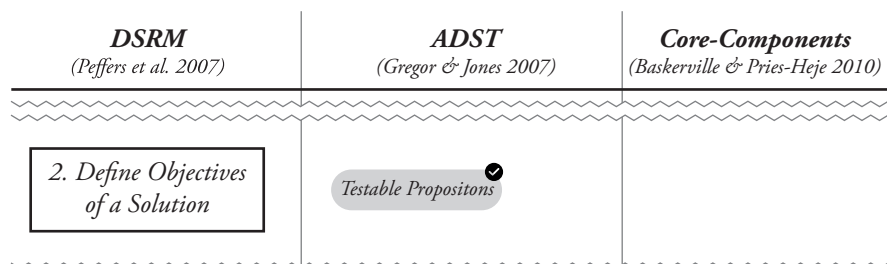 DSRM
(Peffers et al. 2007)
ADST
(Gregor & Jones 2007)
Core-Components
(Baskerville & Pries-Heje 2010)
2. Define Objectives
of a Solution
Testable Propositons